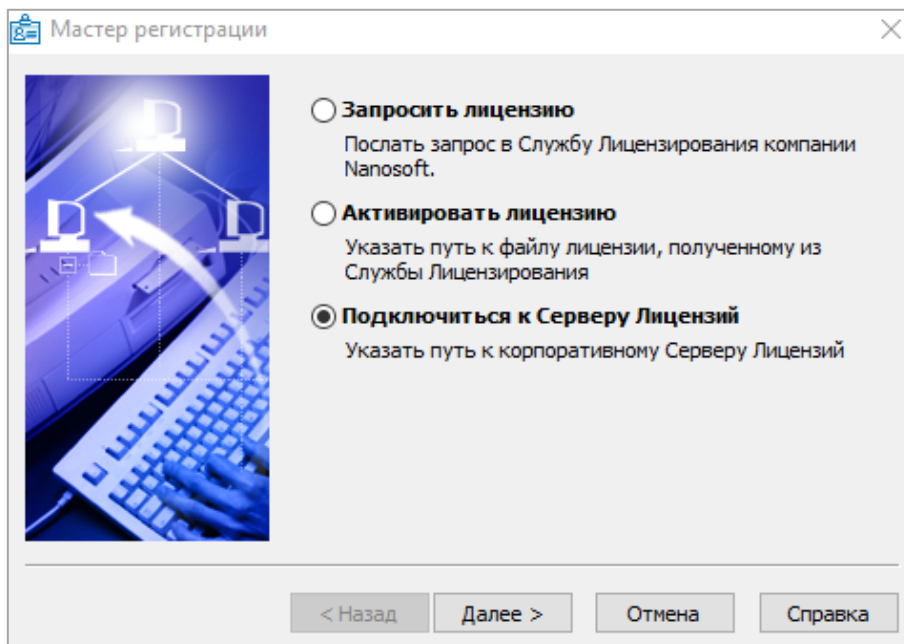 Мастер регистрации
Запросить лицензию
Послать запрос в Службу Лицензирования компании
Nanosoft.
Активировать лицензию
Указать путь к файлу лицензии, полученному из
Службы Лицензирования
Подключиться к Серверу Лицензий
Указать путь к корпоративному Серверу Лицензий
< Назад
Далее >
Отмена
Справка